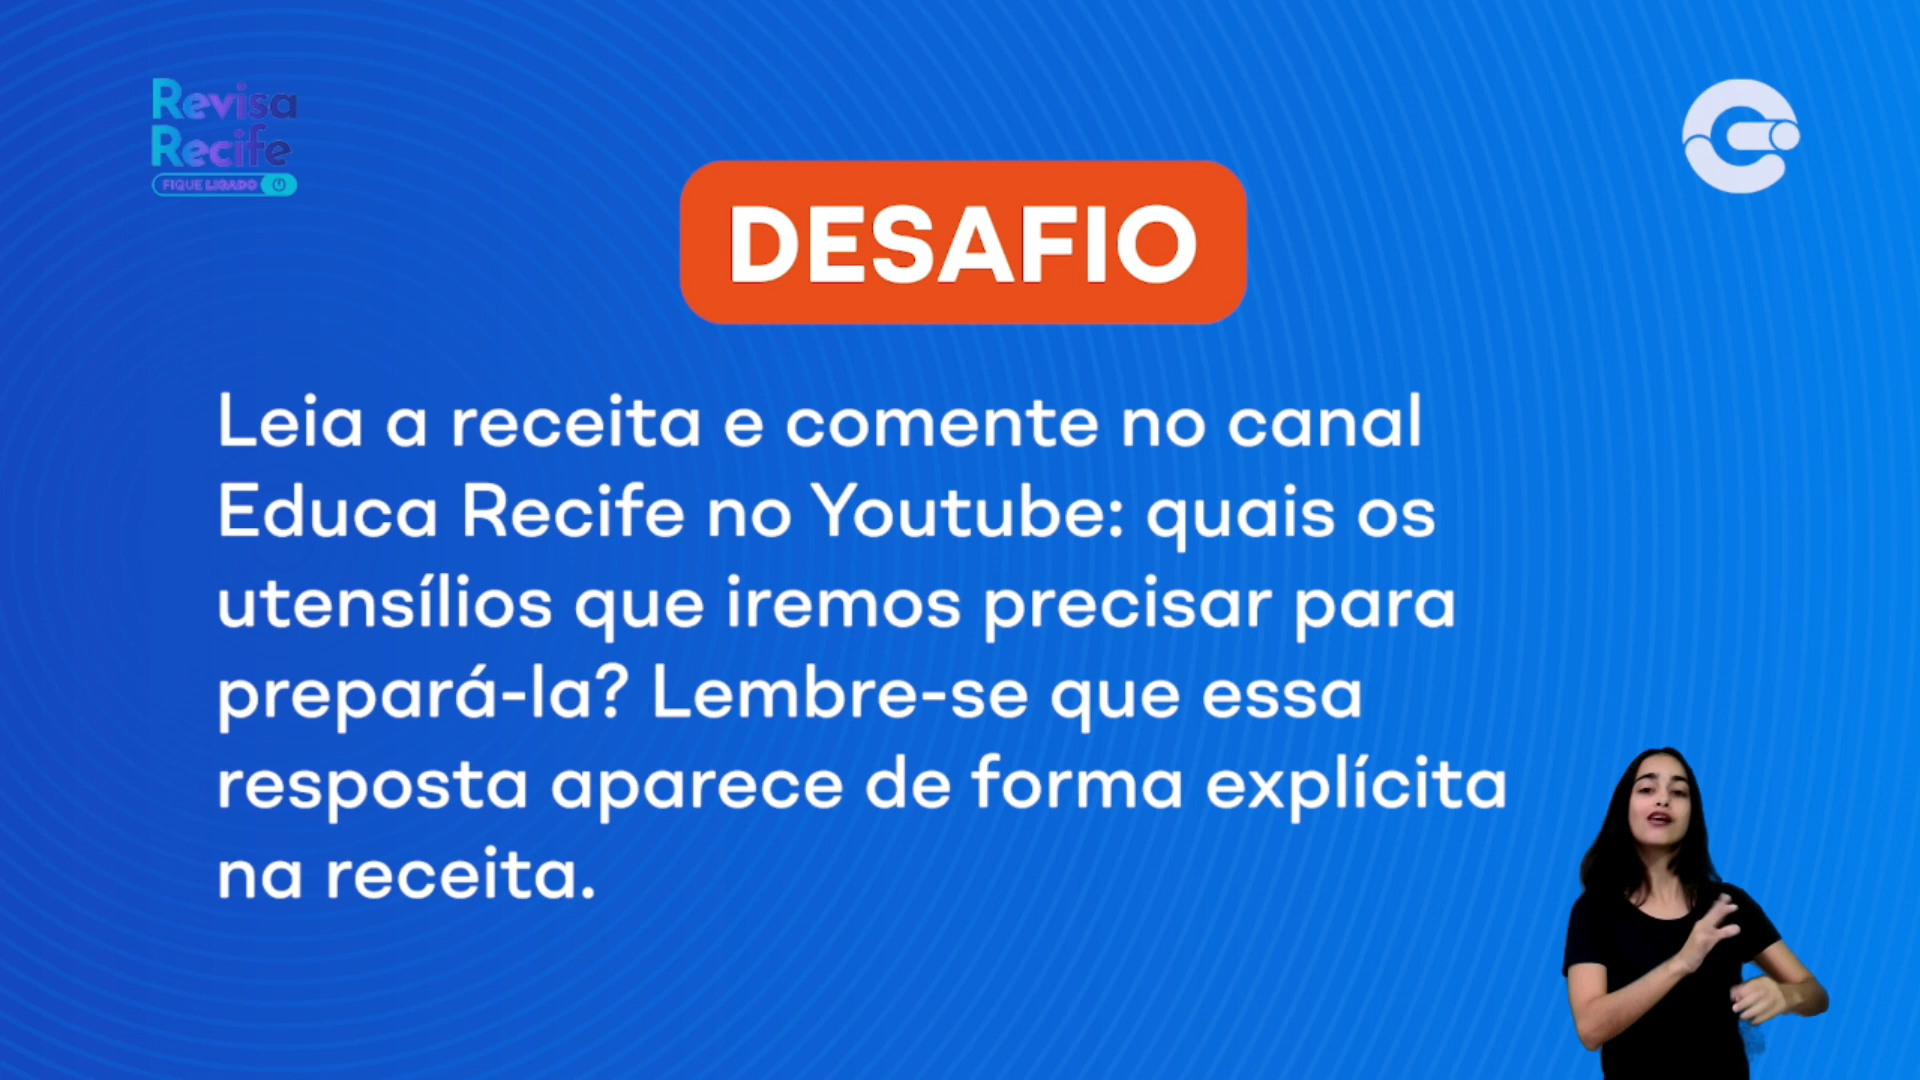 Revisa
Recife
FIQUE LIGADO
DESAFIO
Leia a receita e comente no canal
Educa Recife no Youtube: quais os
utensílios que iremos precisar para
prepará-la? Lembre-se que essa
resposta aparece de forma explícita
na receita.